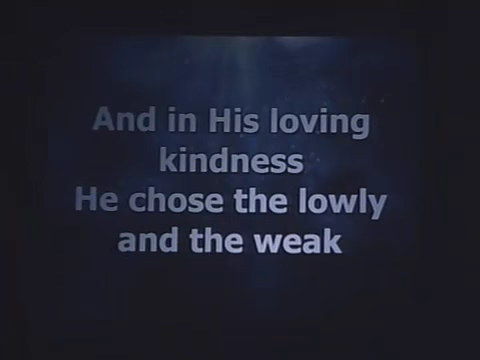 And in His loving
kindness
He chose the lowly
and the weak